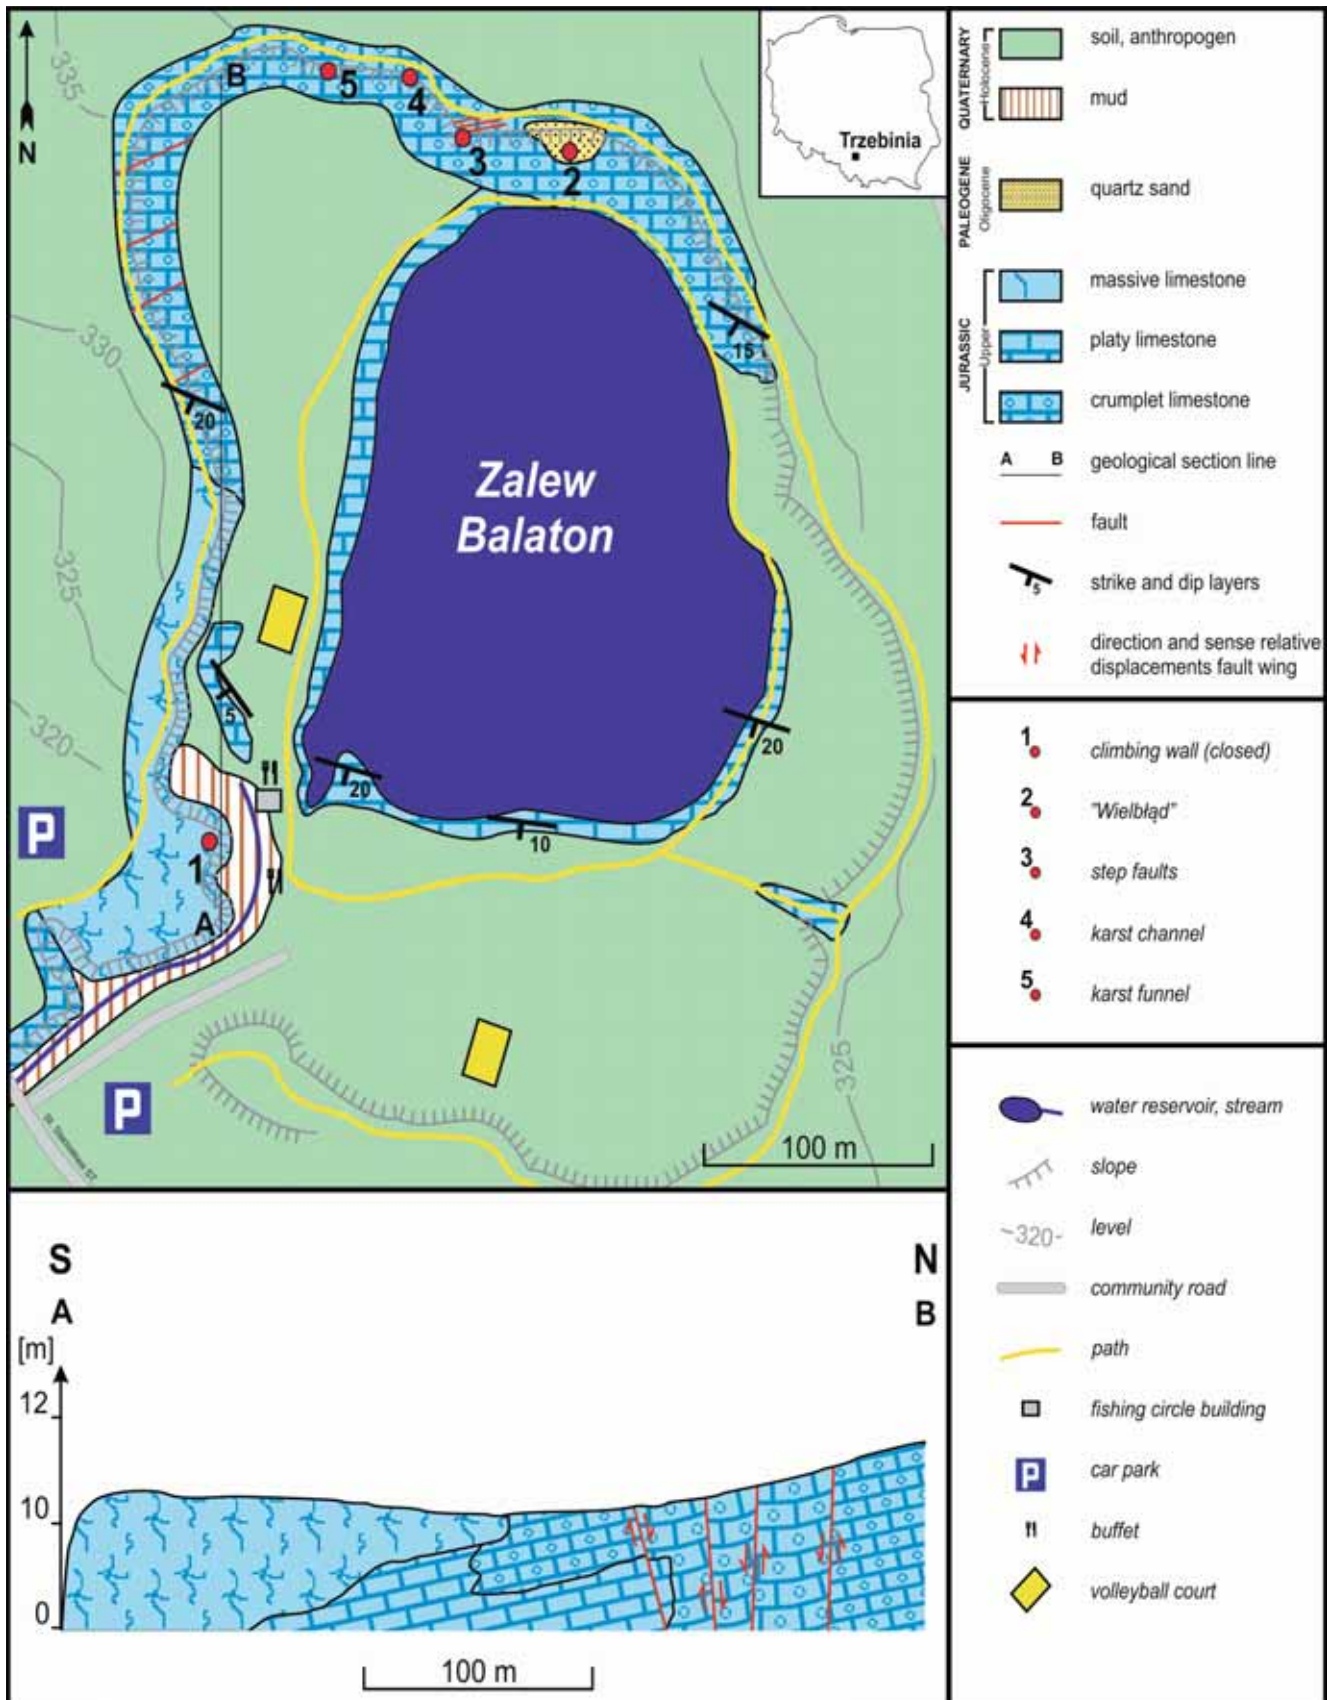 335
N
B
5
4
3
2
Trzebinia
15
330
20
Zalew
Balaton
325
5
320
20
20
10
P
1
A
325
P
100 m
S
N
A
B
[m]
12
10
0
100 m
QUATERNARY
Holocene
soil, anthropogen
mud
PALEOGENE
Oligocene
quartz sand
JURASSIC
Upper
massive limestone
platy limestone
crumplet limestone
A B geological section line
fault
5
strike and dip layers
direction and sense relative
displacements fault wing
1 climbing wall (closed)
2 "Wielbłąd"
3 step faults
4 karst channel
5 karst funnel
water reservoir, stream
slope
-320- level
community road
path
fishing circle building
P car park
buffet
volleyball court